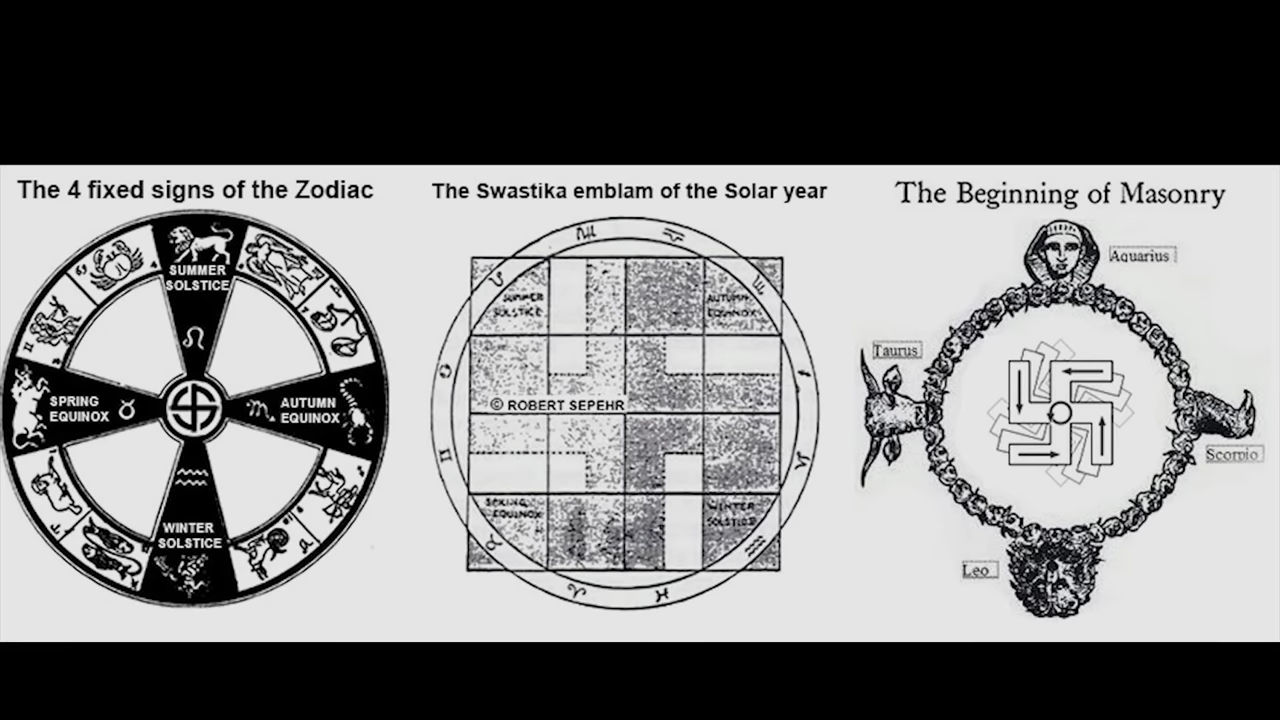 The 4 fixed signs of the Zodiac
SUMMER
SOLSTICE
SPRING
EQUINOX
AUTUMN
EQUINOX
WINTER
SOLSTICE
The Swastika emblam of the Solar year
SUMMER
SOLSTICE
AUTUMN
EQUINOX
© ROBERT SEPEHR
SPRING
EQUINOX
WINTER
SOLSTICE
The Beginning of Masonry
Aquarius
Taurus
Scorpio
Leo